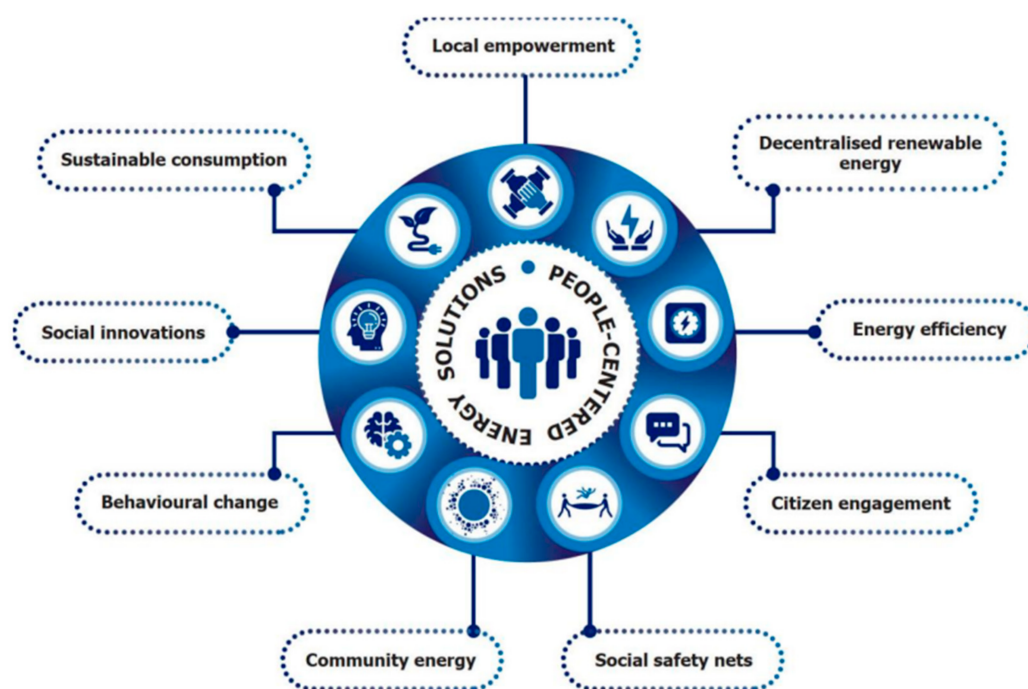 Local empowerment
Decentralised renewable
energy
Sustainable consumption
Social innovations
Energy efficiency
PEOPLE-CENTERED ENERGY SOLUTIONS
Behavioural change
Citizen engagement
Community energy
Social safety nets